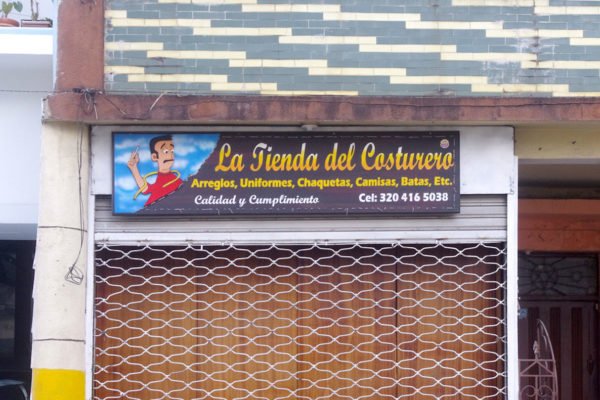 La Tienda del Costurero
Arreglos, Uniformes, Chaquetas, Camisas, Batas, Etc.
Calidad y Cumplimiento Cel: 320 416 5038